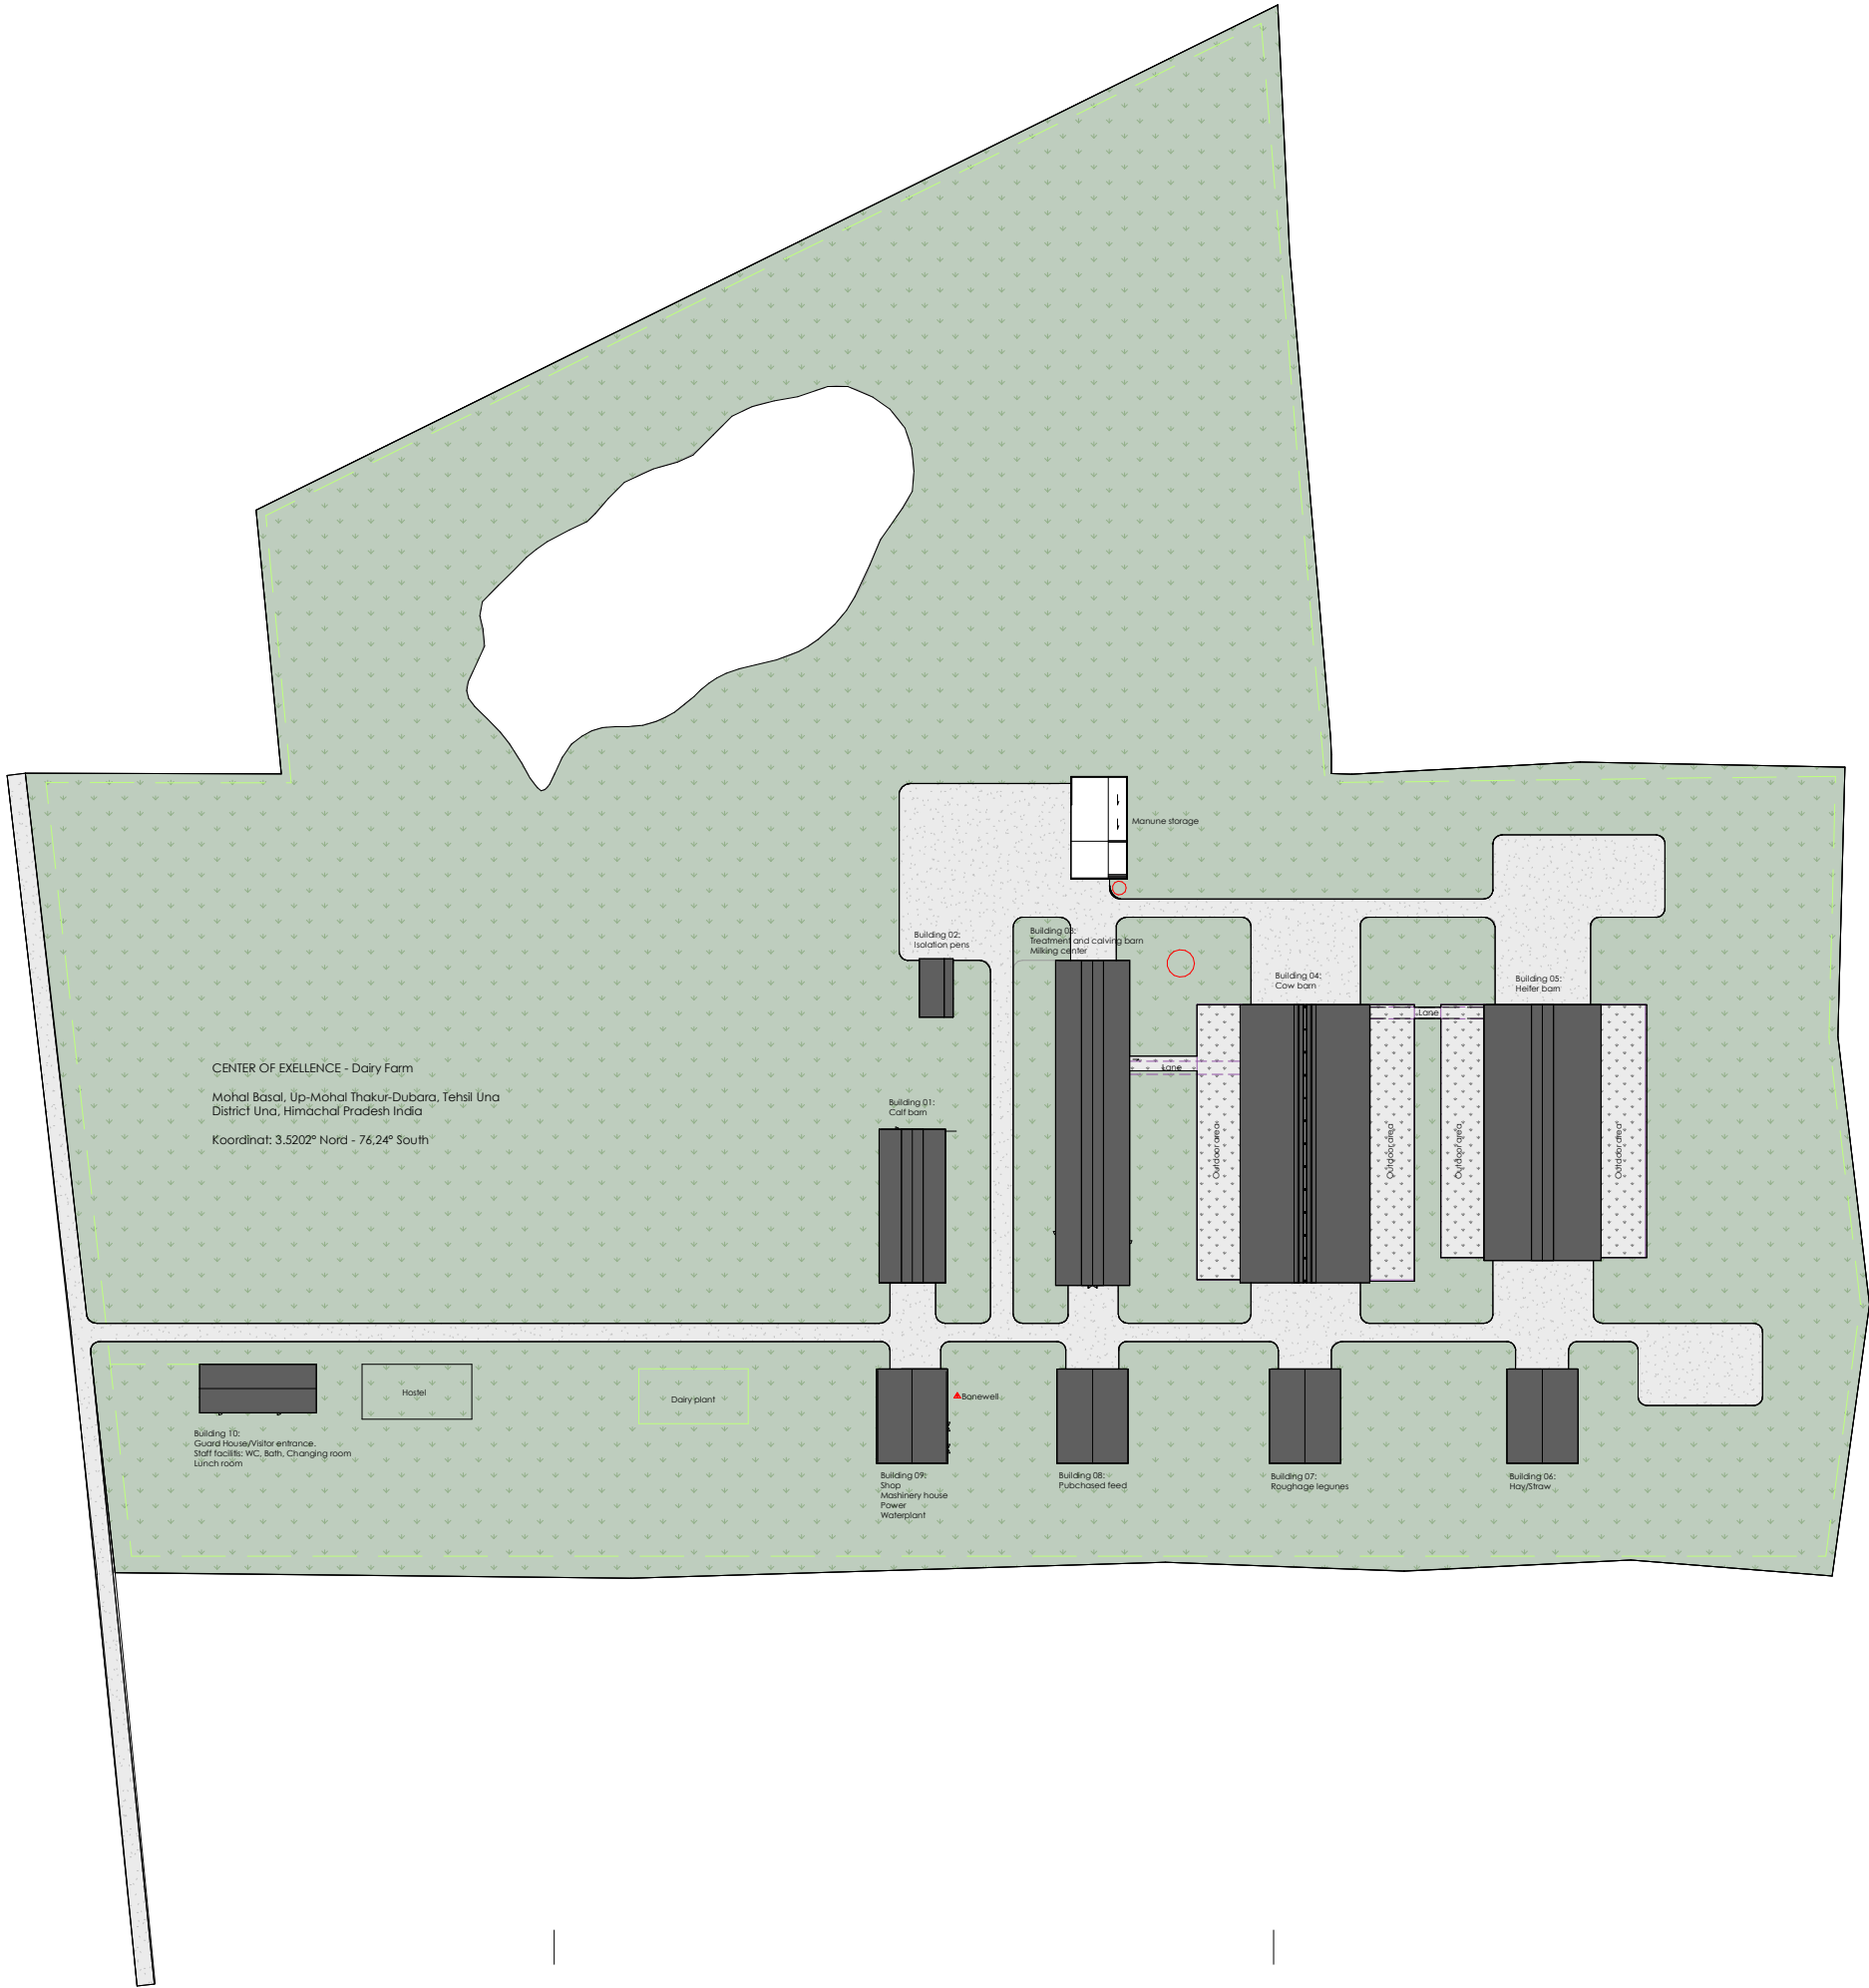 Manune storage
Building 02:
Isolation pens
Building 03:
Treatment and calving barn
Milking center
Building 04:
Cow barn
Building 05:
Heifer barn
Lane
Lane
CENTER OF EXELLENCE - Dairy Farm
Mohal Basal, Up-Mohal Thakur-Dubara, Tehsil Una
District Una, Himachal Pradesh India
Koordinat: 3.5202° Nord - 76,24° South
Building 01:
Calf barn
Outdoor area
Outdoor area
Outdoor area
Outdoor area
Hostel
Dairy plant
Banewell
Building 10:
Guard House/Visitor entrance.
Staff facilitis: WC, Bath, Changing room
Lunch room
Building 09:
Shop
Mashinery house
Power
Waterplant
Building 08:
Pubchased feed
Building 07:
Roughage legunes
Building 06:
Hay/Straw